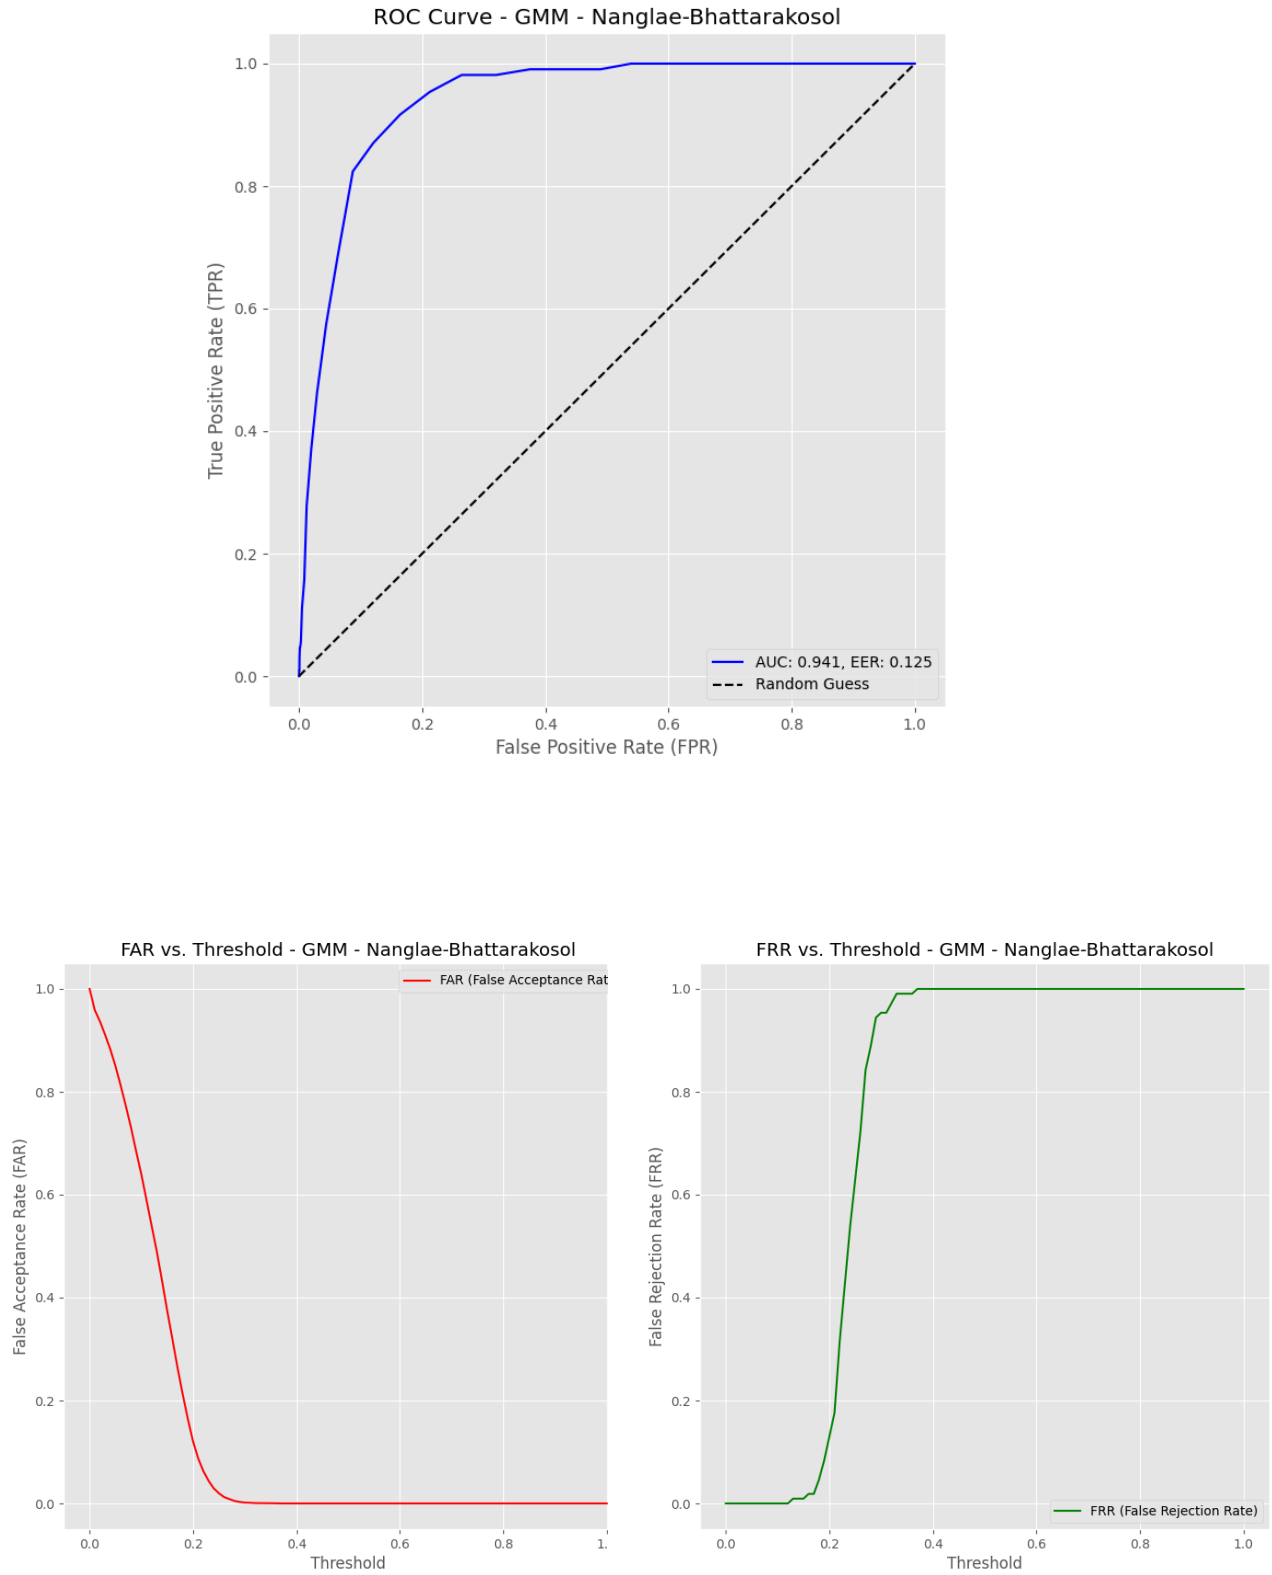 ROC Curve - GMM - Nanglae-Bhattarakosol
1.0
0.8
0.6
0.4
0.2
0.0
True Positive Rate (TPR)
AUC: 0.941, EER: 0.125
Random Guess
0.0 0.2 0.4 0.6 0.8 1.0
False Positive Rate (FPR)
FAR vs. Threshold - GMM - Nanglae-Bhattarakosol
FAR (False Acceptance Rat
1.0
0.8
0.6
0.4
0.2
0.0
False Acceptance Rate (FAR)
0.0 0.2 0.4 0.6 0.8 1.
Threshold
FRR vs. Threshold - GMM - Nanglae-Bhattarakosol
1.0
0.8
0.6
0.4
0.2
0.0
False Rejection Rate (FRR)
FRR (False Rejection Rate)
0.0 0.2 0.4 0.6 0.8 1.0
Threshold